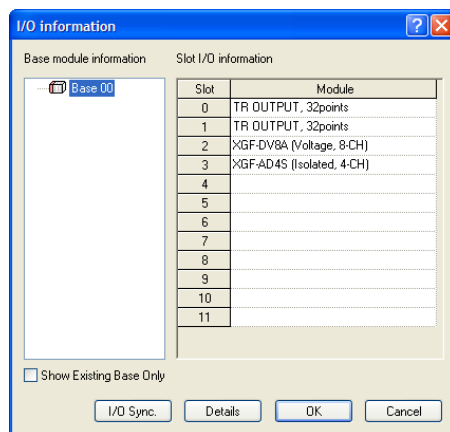 I/O information
Base module information
Slot I/O information
Base 00
Slot Module
0 TR OUTPUT, 32points
1 TR OUTPUT, 32points
2 XGF-DV8A (Voltage, 8-CH)
3 XGF-AD4S (Isolated, 4-CH)
4
5
6
7
8
9
10
11
Show Existing Base Only
I/O Sync. Details OK Cancel